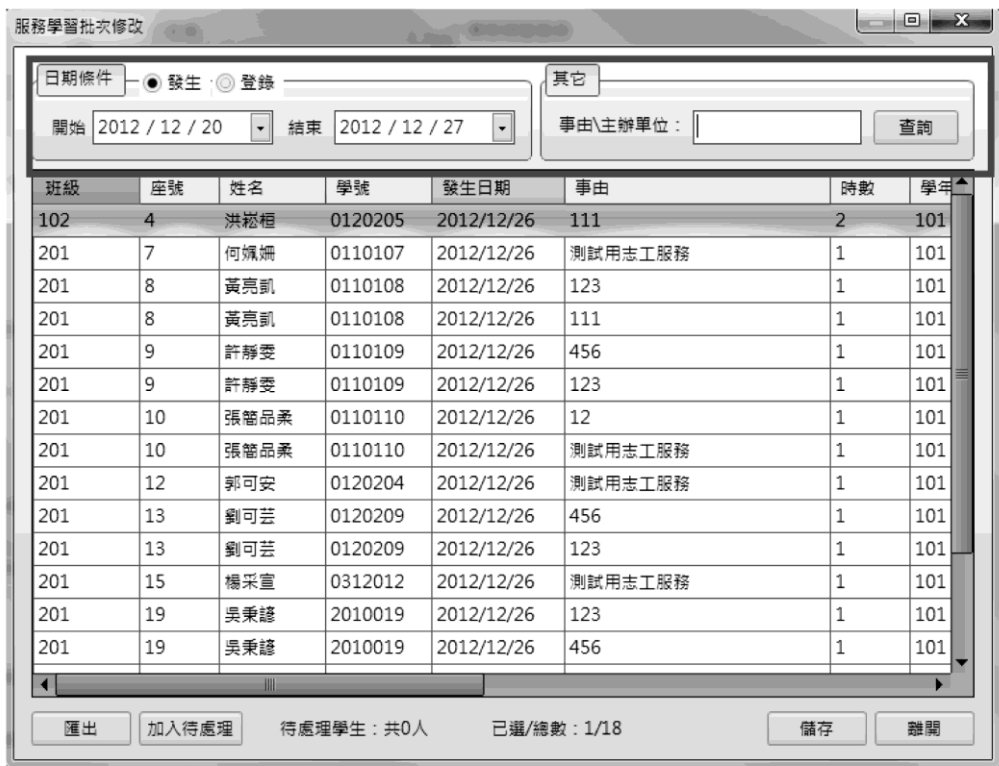 服務學習批次修改
日期條件 發生 登錄 其它
開始 2012 / 12 / 20 結束 2012 / 12 / 27 事由\主辦單位： 查詢
班級 座號 姓名 學號 發生日期 事由 時數 學年
102 4 洪崧桓 0120205 2012/12/26 111 2 101
201 7 何姵姍 0110107 2012/12/26 測試用志工服務 1 101
201 8 黃亮凱 0110108 2012/12/26 123 1 101
201 8 黃亮凱 0110108 2012/12/26 111 1 101
201 9 許靜雯 0110109 2012/12/26 456 1 101
201 9 許靜雯 0110109 2012/12/26 123 1 101
201 10 張簡品柔 0110110 2012/12/26 12 1 101
201 10 張簡品柔 0110110 2012/12/26 測試用志工服務 1 101
201 12 郭可安 0120204 2012/12/26 測試用志工服務 1 101
201 13 劉可芸 0120209 2012/12/26 456 1 101
201 13 劉可芸 0120209 2012/12/26 123 1 101
201 15 楊采宣 0312012 2012/12/26 測試用志工服務 1 101
201 19 吳秉諺 2010019 2012/12/26 123 1 101
201 19 吳秉諺 2010019 2012/12/26 456 1 101
匯出 加入待處理 待處理學生：共0人 已選/總數：1/18 儲存 離開